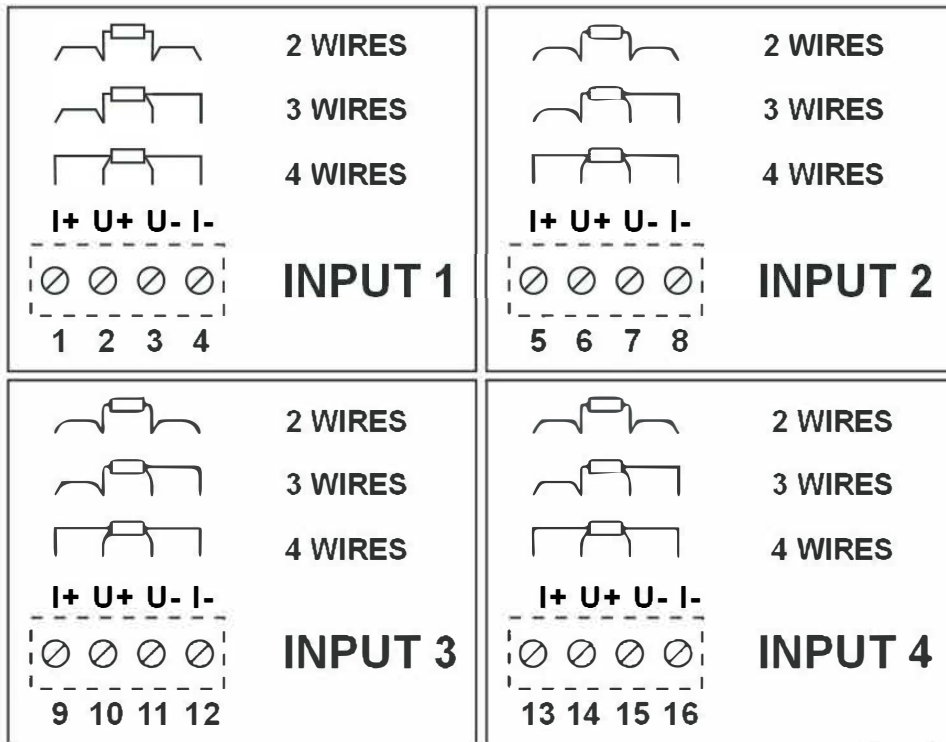 2 WIRES
3 WIRES
4 WIRES
I+ U+ U- I-
INPUT 1
1 2 3 4
2 WIRES
3 WIRES
4 WIRES
I+ U+ U- I-
INPUT 2
5 6 7 8
2 WIRES
3 WIRES
4 WIRES
I+ U+ U- I-
INPUT 3
9 10 11 12
2 WIRES
3 WIRES
4 WIRES
I+ U+ U- I-
INPUT 4
13 14 15 16